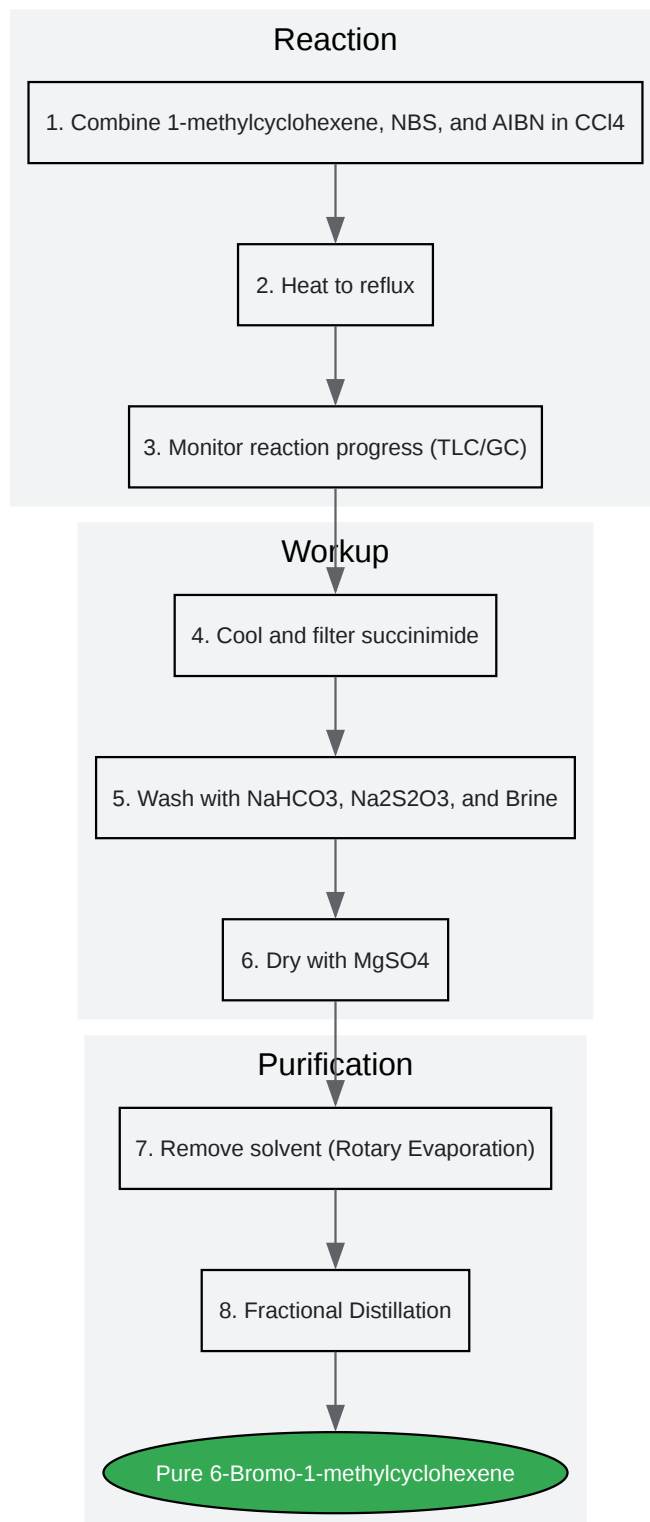 Reaction
1. Combine 1-methylcyclohexene, NBS, and AIBN in CCl4
2. Heat to reflux
3. Monitor reaction progress (TLC/GC)
Workup
4. Cool and filter succinimide
5. Wash with NaHCO3, Na2S2O3, and Brine
6. Dry with MgSO4
Purification
7. Remove solvent (Rotary Evaporation)
8. Fractional Distillation
Pure 6-Bromo-1-methylcyclohexene